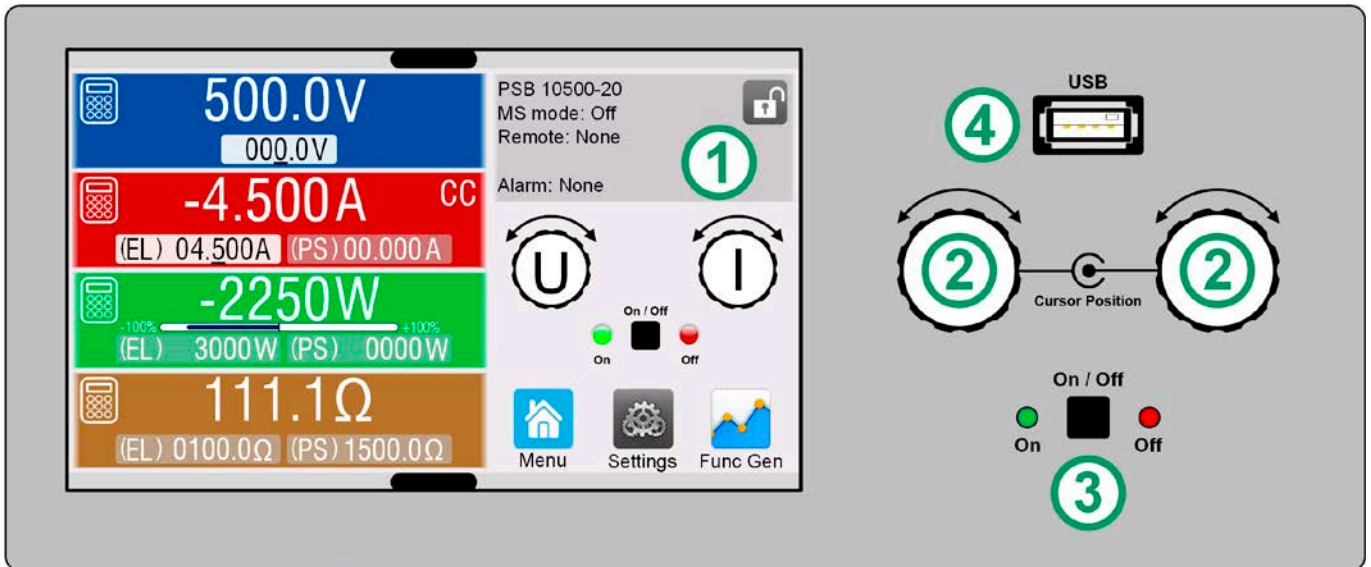 500.0V
000.0V
-4.500A CC
(EL) 04.500A (PS) 00.000A
-2250W
-100% +100%
(EL) 3000W (PS) 0000W
111.1Ω
(EL) 0100.0Ω (PS) 1500.0Ω
PSB 10500-20
MS mode: Off
Remote: None
Alarm: None
1
U I
On / Off
On Off
Menu Settings Func Gen
USB
4
2 2
Cursor Position
On / Off
On Off
3